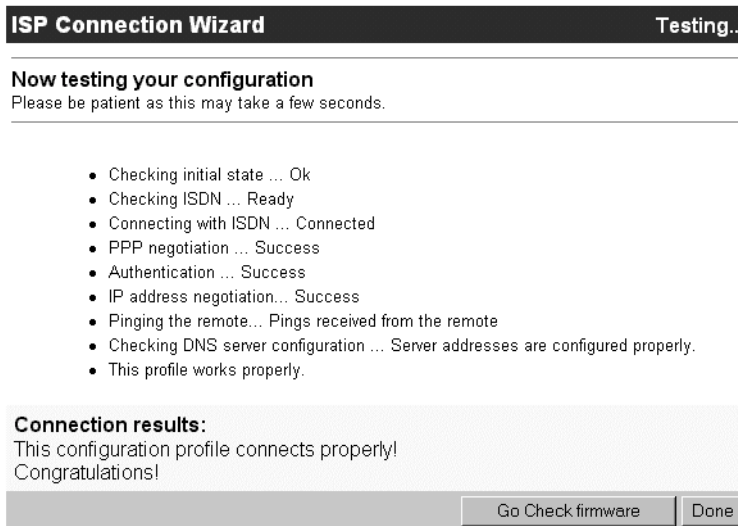 ISP Connection Wizard Testing..
Now testing your configuration
Please be patient as this may take a few seconds.
• Checking initial state ... Ok
• Checking ISDN ... Ready
• Connecting with ISDN ... Connected
• PPP negotiation ... Success
• Authentication ... Success
• IP address negotiation... Success
• Pinging the remote... Pings received from the remote
• Checking DNS server configuration ... Server addresses are configured properly.
• This profile works properly.
Connection results:
This configuration profile connects properly!
Congratulations!
Go Check firmware Done